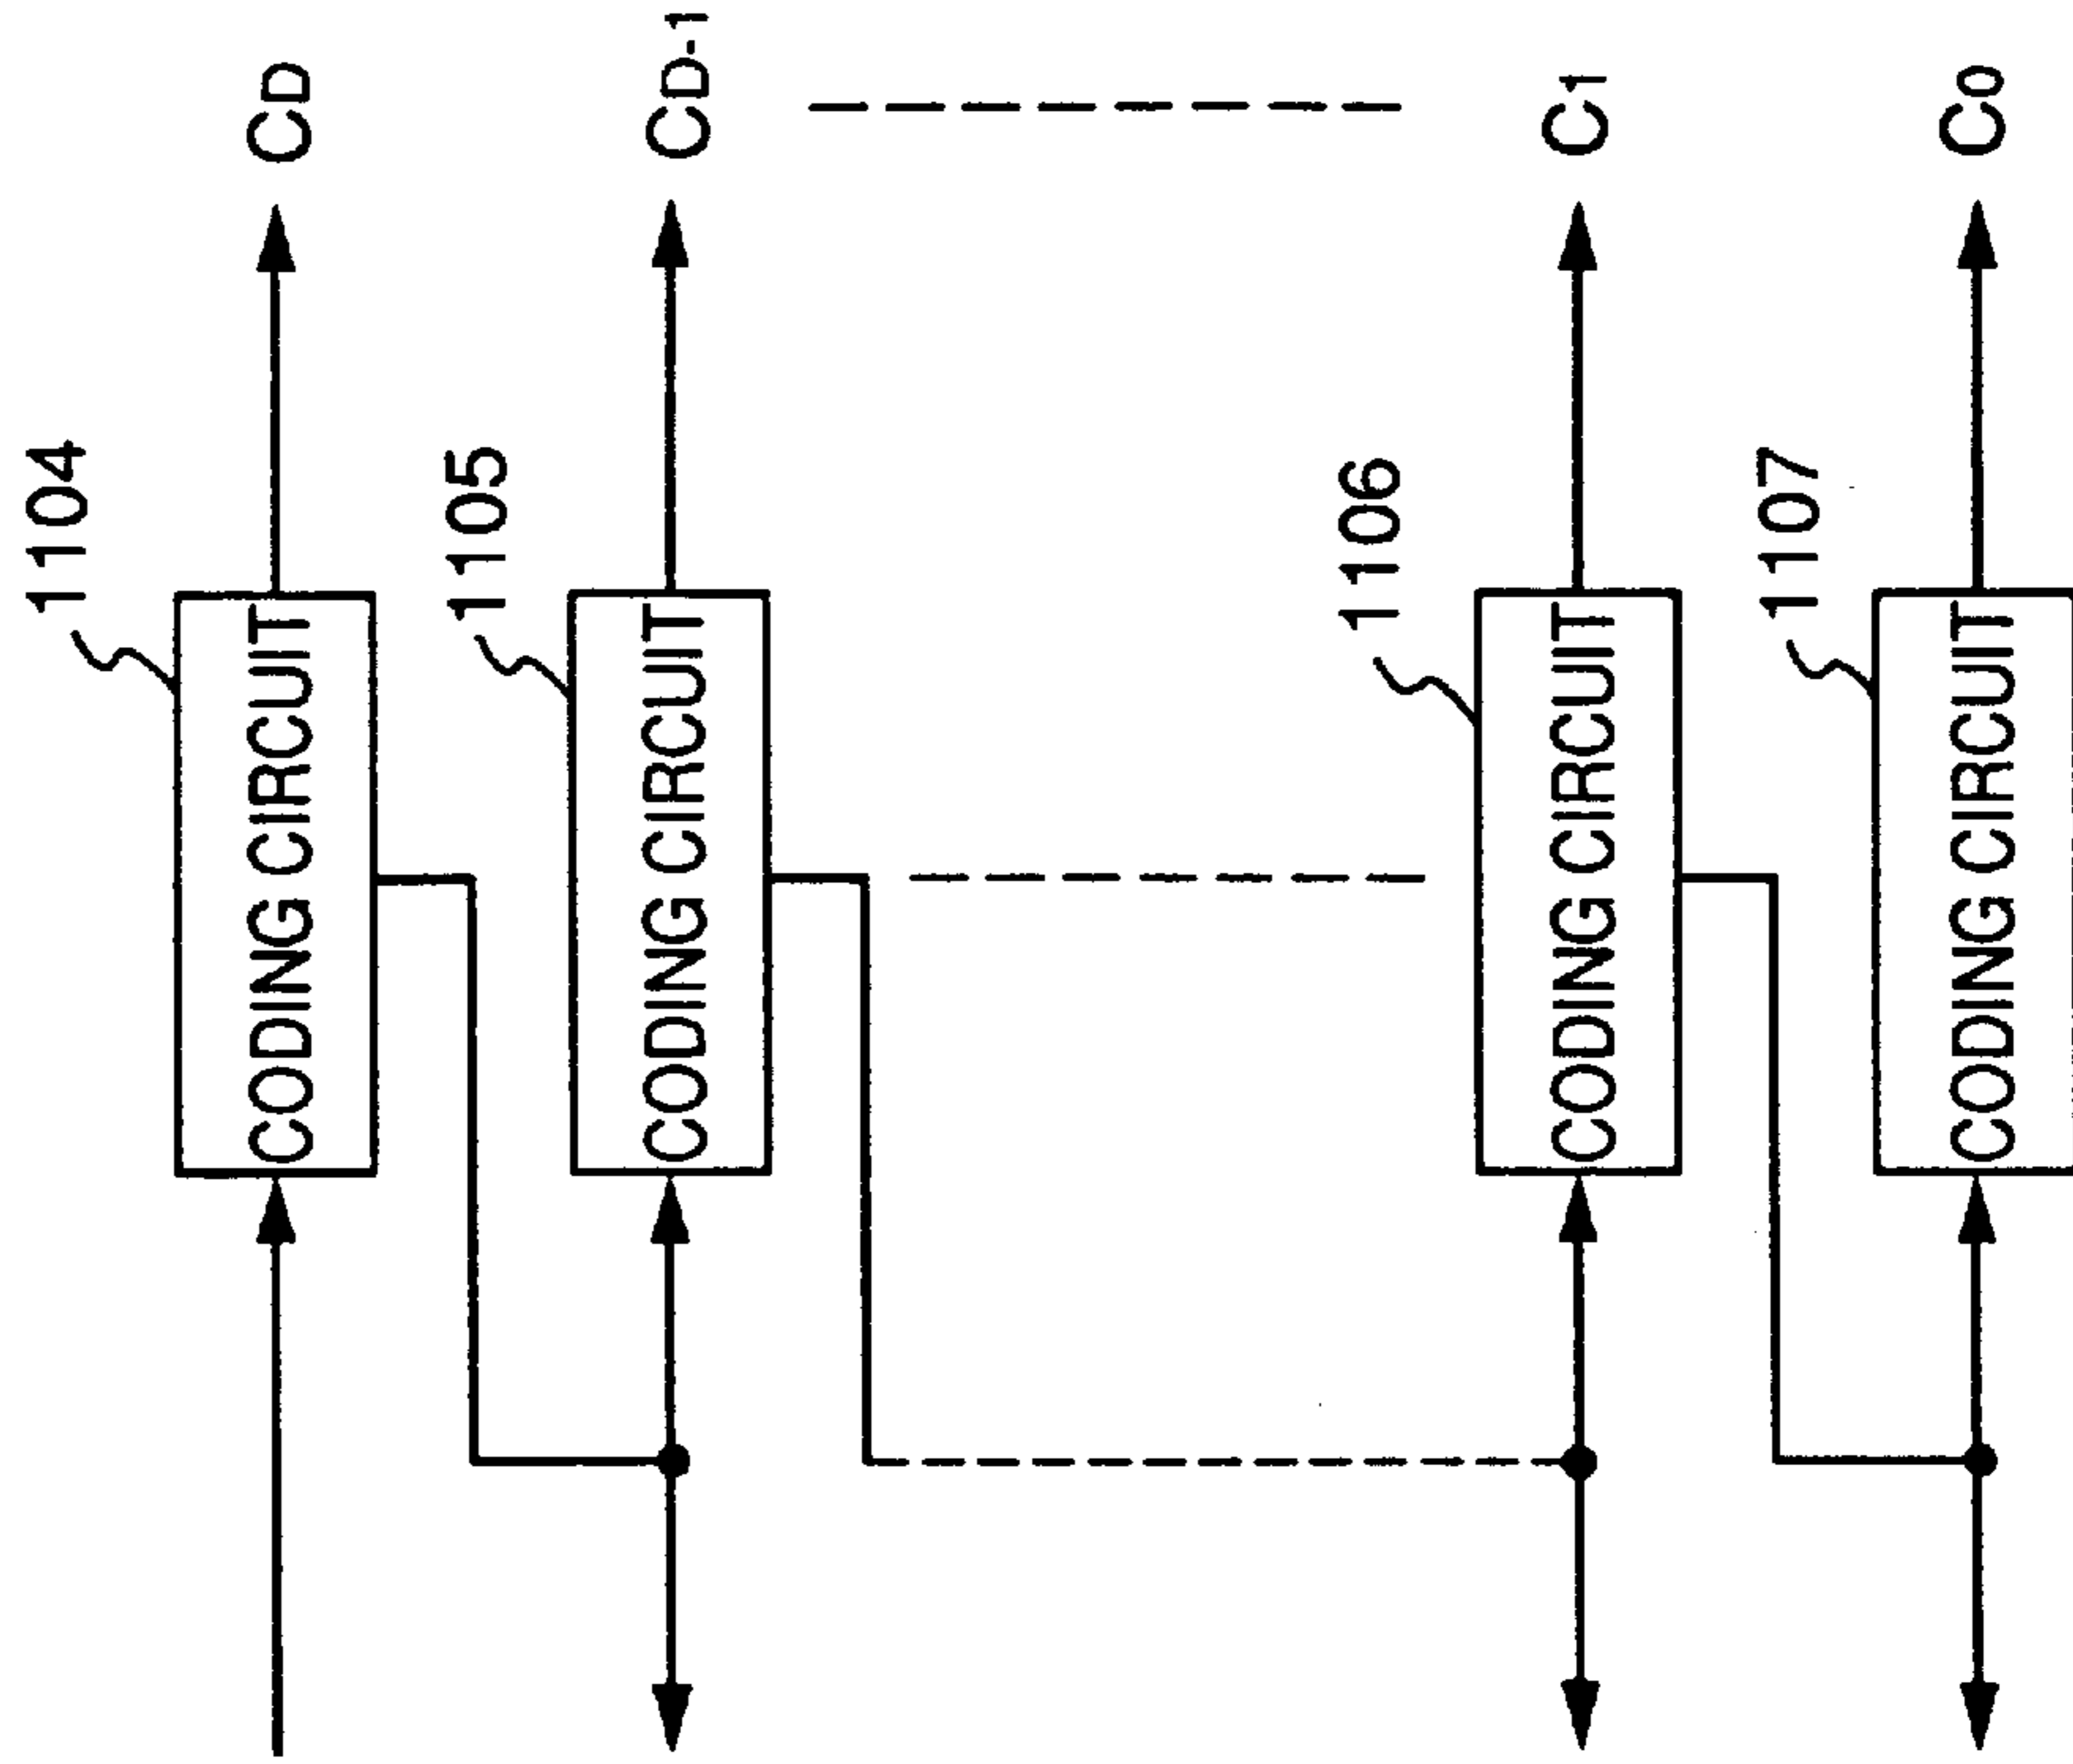 1104
CODING CIRCUIT
CD
1105
CODING CIRCUIT
CD-1
1106
CODING CIRCUIT
C1
1107
CODING CIRCUIT
C0